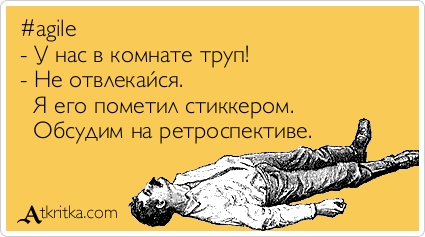 #agile
- У нас в комнате труп!
- Не отвлекайся.
Я его пометил стиккером.
Обсудим на ретроспективе.
Atkritka.com